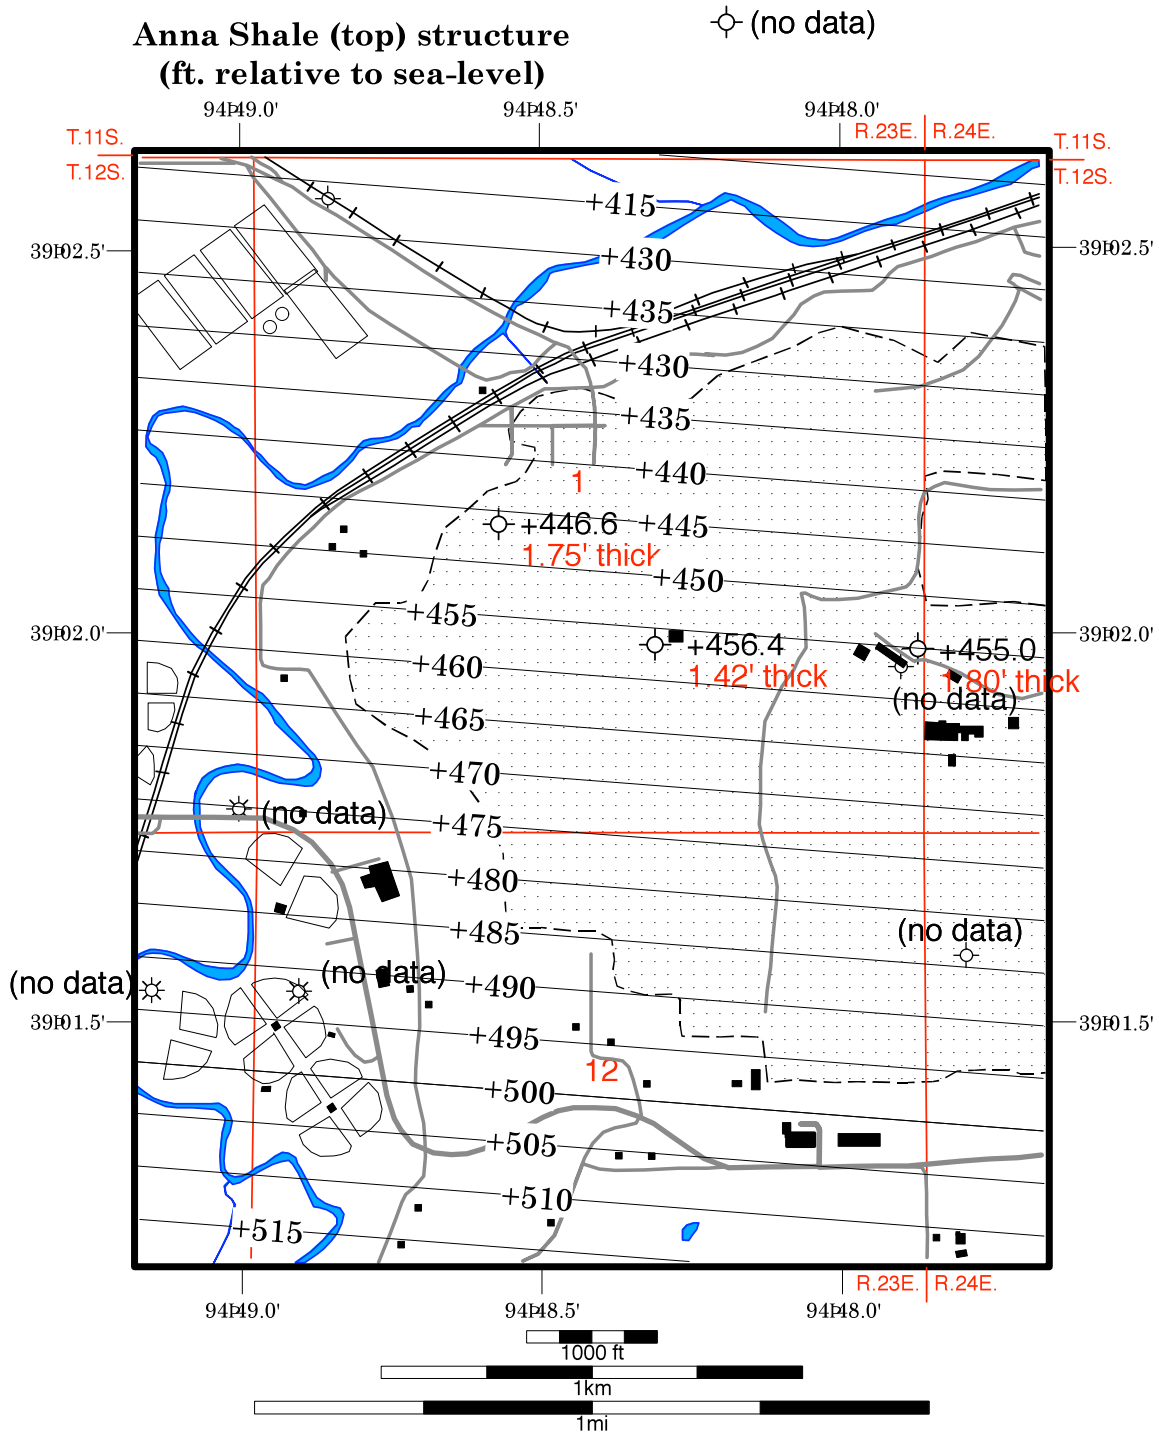 (no data)
Anna Shale (top) structure
(ft. relative to sea-level)
94Þ49.0' 94Þ48.5' 94Þ48.0'
T.11S. R.23E. R.24E. T.11S.
T.12S. T.12S.
+415
39Þ02.5' +430 39Þ02.5'
+435
+430
+435
+440
1
+446.6 +445
1.75' thick
+450
+455
39Þ02.0' 39Þ02.0'
+456.4 +455.0
+460
1.42' thick 1.80' thick
(no data)
+465
+470
(no data) +475
+480
+485 (no data)
(no data) (no data) +490
39Þ01.5' 39Þ01.5'
+495
12
+500
+505
+510
+515
R.23E. R.24E.
94Þ49.0' 94Þ48.5' 94Þ48.0'
1000 ft
1km
1mi